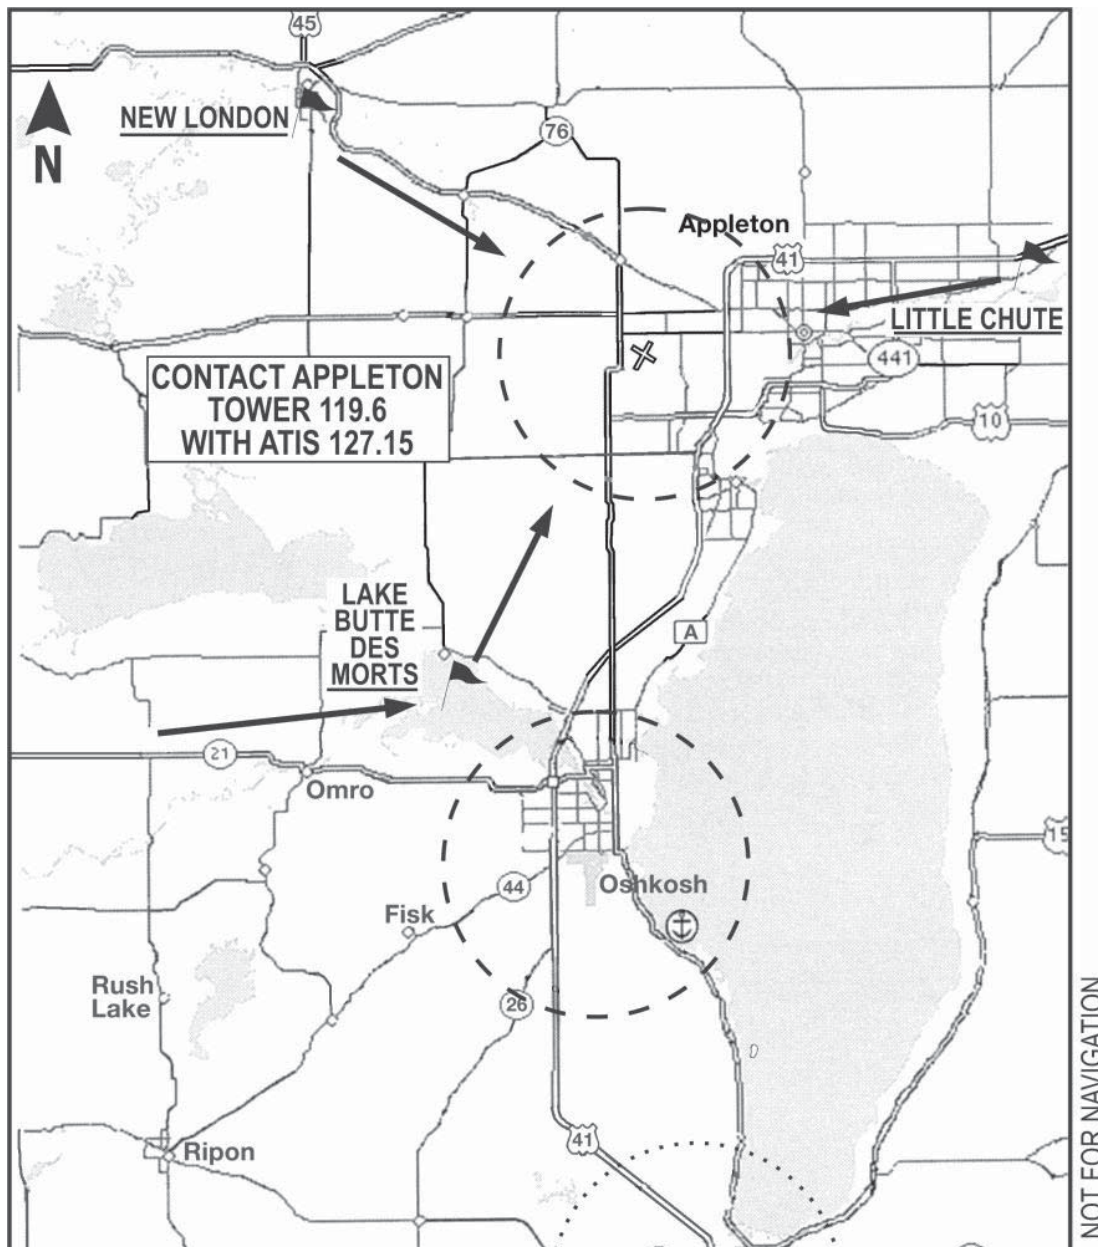 45
NEW LONDON
N
76
Appleton
41
LITTLE CHUTE
441
CONTACT APPLETON
TOWER 119.6
WITH ATIS 127.15
10
LAKE
BUTTE
DES
MORTS
A
21
Omro
15
44
Oshkosh
Fisk
Rush
Lake
26
41
Ripon
NOT FOR NAVIGATION